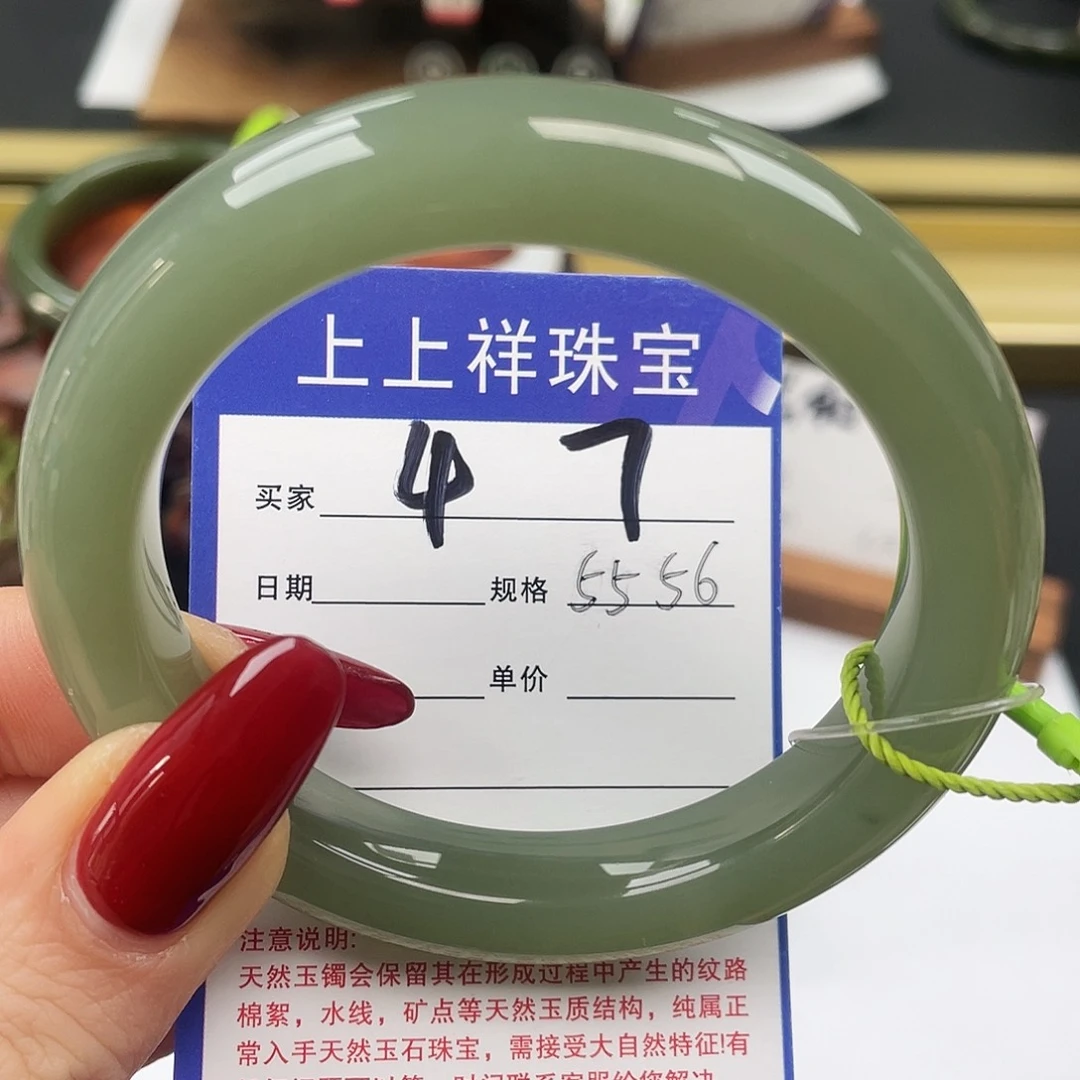 上上祥珠宝
买家 4 7
日期 规格 5556
单价
注意说明:
天然玉镯会保留其在形成过程中产生的纹路
棉絮，水线，矿点等天然玉质结构，纯属正
常入手天然玉石珠宝，需接受大自然特征!有